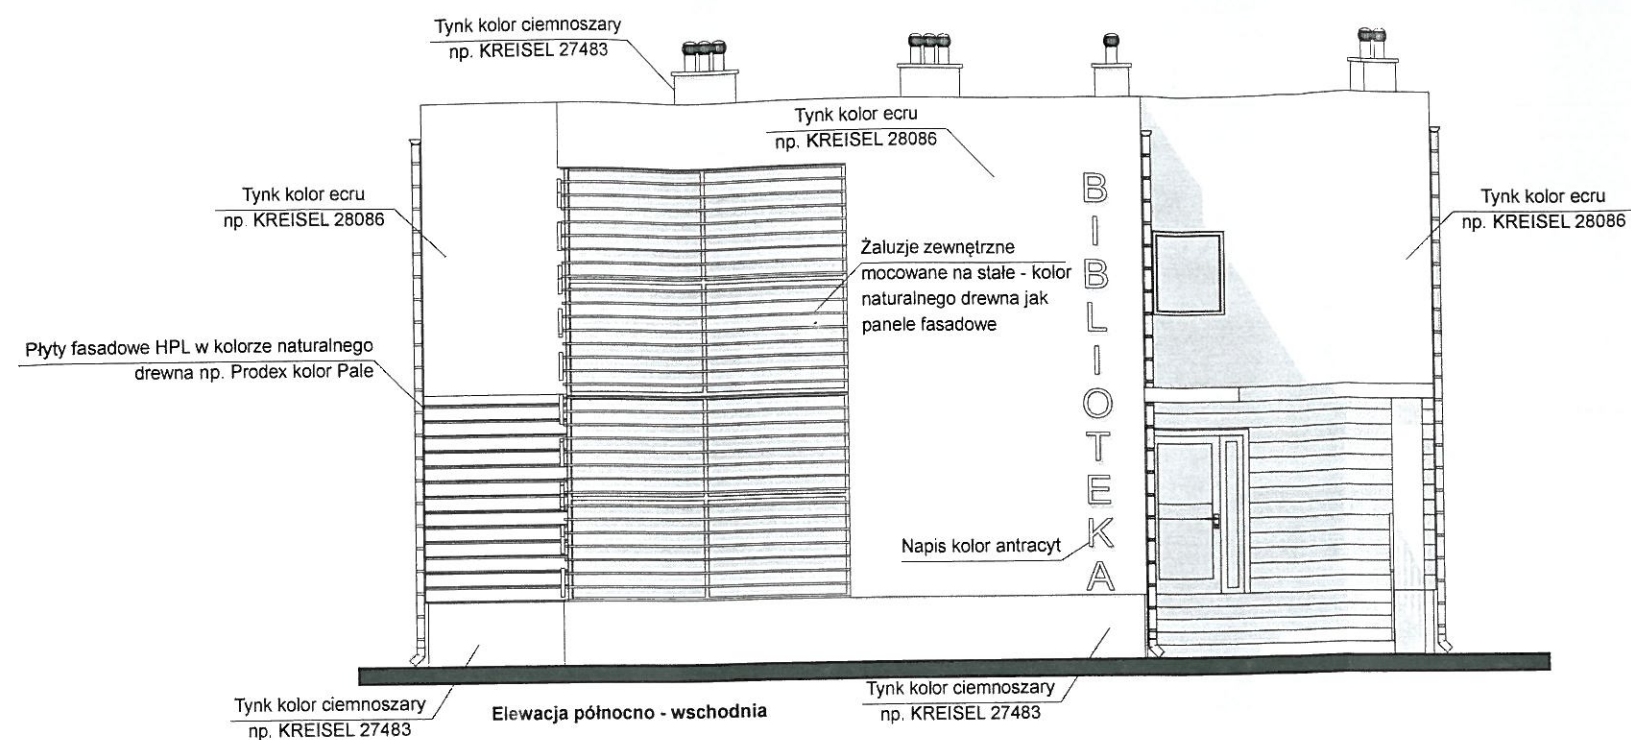 Tynk kolor ciemnoszary
np. KREISEL 27483
Tynk kolor ecru
np. KREISEL 28086
Tynk kolor ecru
np. KREISEL 28086
Tynk kolor ecru
np. KREISEL 28086
Żaluzje zewnętrzne
mocowane na stałe - kolor
naturalnego drewna jak
panele fasadowe
BIBLIOTEKA
Płyty fasadowe HPL w kolorze naturalnego
drewna np. Prodex kolor Pale
Napis kolor antracyt
Tynk kolor ciemnoszary
np. KREISEL 27483
Elewacja północno - wschodnia
Tynk kolor ciemnoszary
np. KREISEL 27483